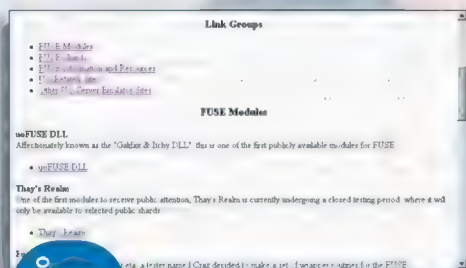 Link Groups
FUSE Modules
FUSE Shards
and Resources
Other Server Emulator Sites
FUSE Modules
uoFUSE DLL
Affectionately known as the "Galifax & Itchy DLL" this is one of the first publicly available modules for FUSE
uoFUSE DLL
Thay's Realm
One of the first modules to receive public attention, Thay's Realm is currently undergoing a closed testing period where it will
only be available to selected public shards
Thay's Realm
a tester named decided to make a set of wrapper routines for the FUSE